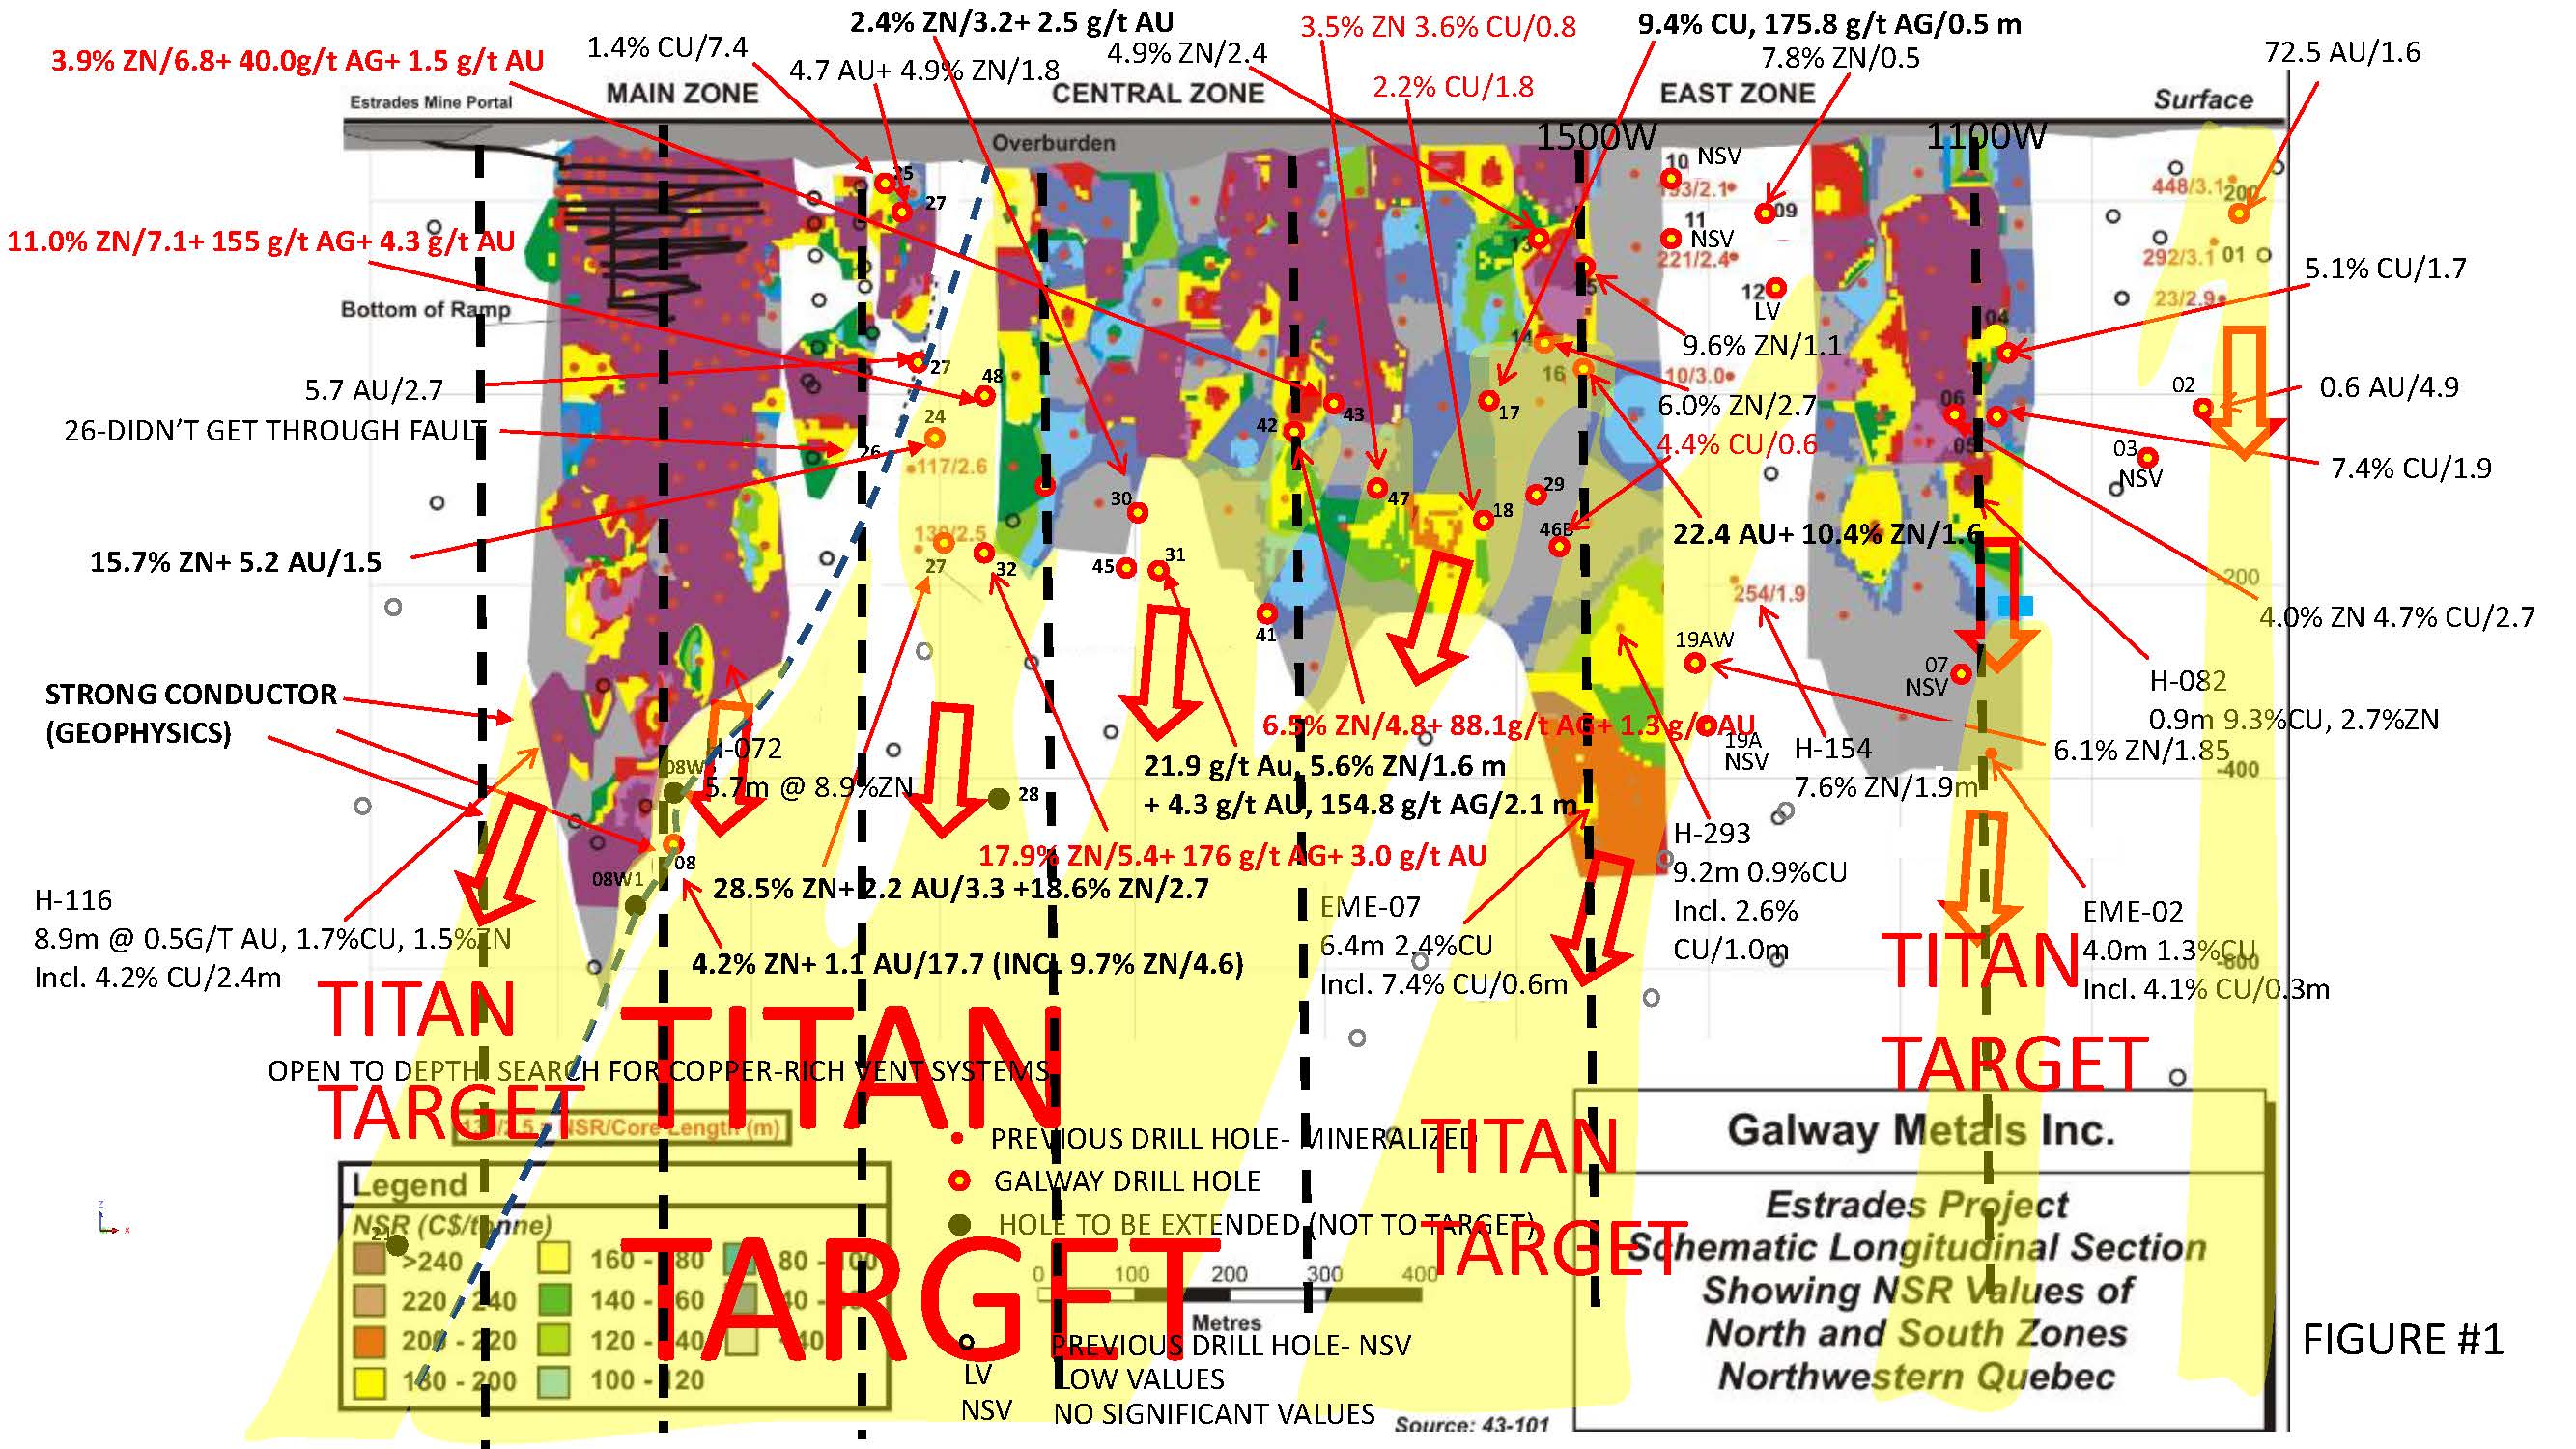 2.4% ZN/3.2+ 2.5 g/t AU
3.5% ZN 3.6% CU/0.8
9.4% CU, 175.8 g/t AG/0.5 m
3.9% ZN/6.8+ 40.0g/t AG+ 1.5 g/t AU
1.4% CU/7.4
4.7 AU+ 4.9% ZN/1.8
4.9% ZN/2.4
2.2% CU/1.8
7.8% ZN/0.5
72.5 AU/1.6
Estrades Mine Portal
MAIN ZONE
CENTRAL ZONE
EAST ZONE
Surface
Overburden
1500W
1100W
10 NSV
11
NSV
221/2.4
09
12
LV
448/3.1
200
292/3.1
01
23/2.9
25
27
13
11.0% ZN/7.1+ 155 g/t AG+ 4.3 g/t AU
Bottom of Ramp
5.1% CU/1.7
04
9.6% ZN/1.1
14
16
10/3.0
27
48
24
117/2.6
5.7 AU/2.7
26-DIDN'T GET THROUGH FAULT
26
6.0% ZN/2.7
4.4% CU/0.6
02
0.6 AU/4.9
06
05
03
NSV
7.4% CU/1.9
42
43
17
47
18
29
46B
30
45
31
41
15.7% ZN+ 5.2 AU/1.5
27
32
22.4 AU+ 10.4% ZN/1.6
254/1.9
-200
4.0% ZN 4.7% CU/2.7
19AW
07
NSV
STRONG CONDUCTOR
(GEOPHYSICS)
H-082
0.9m 9.3%CU, 2.7%ZN
6.5% ZN/4.8+ 88.1g/t AG+ 1.3 g/t AU
19A
NSV
H-154
7.6% ZN/1.9m
6.1% ZN/1.85
-400
H-072
5.7m @ 8.9%ZN
21.9 g/t Au, 5.6% ZN/1.6 m
+ 4.3 g/t AU, 154.8 g/t AG/2.1 m
28
08
08W1
17.9% ZN/5.4+ 176 g/t AG+ 3.0 g/t AU
28.5% ZN+ 2.2 AU/3.3 +18.6% ZN/2.7
H-293
9.2m 0.9%CU
Incl. 2.6%
CU/1.0m
H-116
8.9m @ 0.5G/T AU, 1.7%CU, 1.5%ZN
Incl. 4.2% CU/2.4m
4.2% ZN+ 1.1 AU/17.7 (INCL 9.7% ZN/4.6)
EME-07
6.4m 2.4%CU
Incl. 7.4% CU/0.6m
EME-02
4.0m 1.3%CU
Incl. 4.1% CU/0.3m
-600
TITAN
TARGET
TITAN
TARGET
TITAN
TARGET
TITAN
TARGET
OPEN TO DEPTH SEARCH FOR COPPER-RICH VENT SYSTEMS
NSR/Core Length (m)
PREVIOUS DRILL HOLE- MINERALIZED
GALWAY DRILL HOLE
HOLE TO BE EXTENDED (NOT TO TARGET)
Legend
NSR (C$/tonne)
21
>240
220 - 240
200 - 220
180 - 200
100 - 120
0 100 200 300 400
Metres
PREVIOUS DRILL HOLE- NSV
LV LOW VALUES
NSV NO SIGNIFICANT VALUES
Source: 43-101
Galway Metals Inc.
Estrades Project
Schematic Longitudinal Section
Showing NSR Values of
North and South Zones
Northwestern Quebec
FIGURE #1